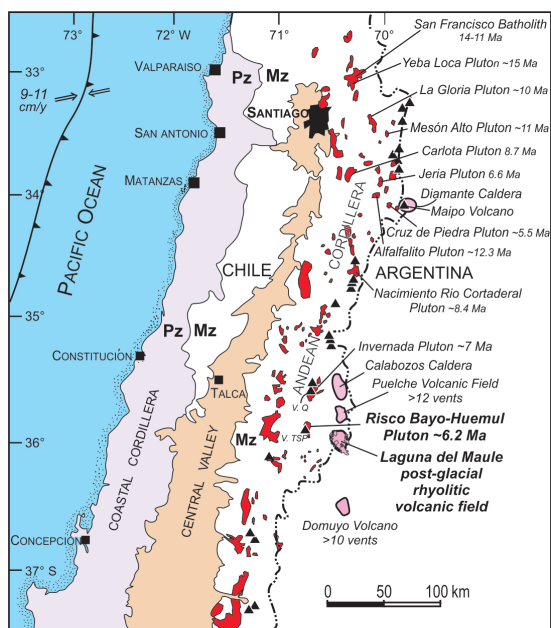 73°
72° W
71°
70°
San Francisco Batholith
14-11 Ma
33°
VALPARAISO
Pz
Mz
Yeba Loca Pluton ~15 Ma
9-11
cm/y
La Gloria Pluton ~10 Ma
SANTIAGO
SAN ANTONIO
Mesón Alto Pluton ~11 Ma
Carlota Pluton 8.7 Ma
MATANZAS
Jeria Pluton 6.6 Ma
34°
Diamante Caldera
Maipo Volcano
PACIFIC OCEAN
CORDILLERA
Cruz de Piedra Pluton ~5.5 Ma
Alfalfalito Pluton ~12.3 Ma
CHILE
ARGENTINA
Nacimiento Rio Cortaderal
Pluton ~8.4 Ma
35°
Pz
Mz
Invernada Pluton ~7 Ma
CONSTITUCIÓN
ANDEAN
Calabozos Caldera
Puelche Volcanic Field
>12 vents
TALCA
V. Q
Risco Bayo-Huemul
Pluton ~6.2 Ma
36°
Mz
V. TSP
COASTAL CORDILLERA
CENTRAL VALLEY
Laguna del Maule
post-glacial
rhyolitic
volcanic field
CONCEPCIÓN
Domuyo Volcano
>10 vents
37° S
0
50
100 km